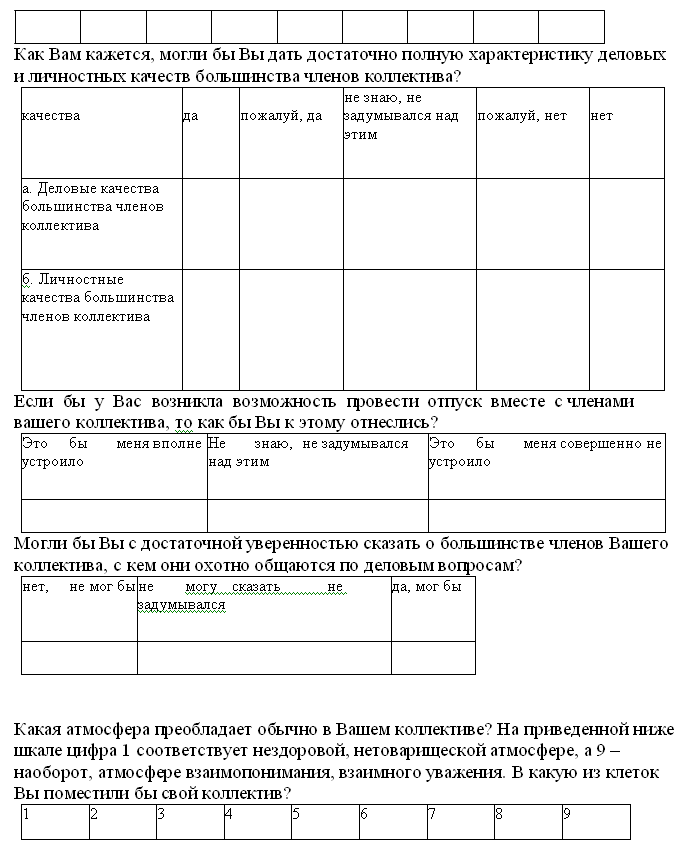 Как Вам кажется, могли бы Вы дать достаточно полную характеристику деловых
и личностных качеств большинства членов коллектива?
качества да пожалуй, да не знаю, не задумывался над этим пожалуй, нет нет
а. Деловые качества
большинства членов
коллектива
б. Личностные
качества большинства
членов коллектива
Если бы у Вас возникла возможность провести отпуск вместе с членами
вашего коллектива, то как бы Вы к этому отнеслись?
Это бы меня вполне устроило
Не знаю, не задумывался над этим
Это бы меня совершенно не устроило
Могли бы Вы с достаточной уверенностью сказать о большинстве членов Вашего
коллектива, с кем они охотно общаются по деловым вопросам?
нет, не мог бы
не могу сказать не задумывался
да, мог бы
Какая атмосфера преобладает обычно в Вашем коллективе? На приведенной ниже
шкале цифра 1 соответствует нездоровой, нетоварищеской атмосфере, а 9 –
наоборот, атмосфере взаимопонимания, взаимного уважения. В какую из клеток
Вы поместили бы свой коллектив?
1 2 3 4 5 6 7 8 9